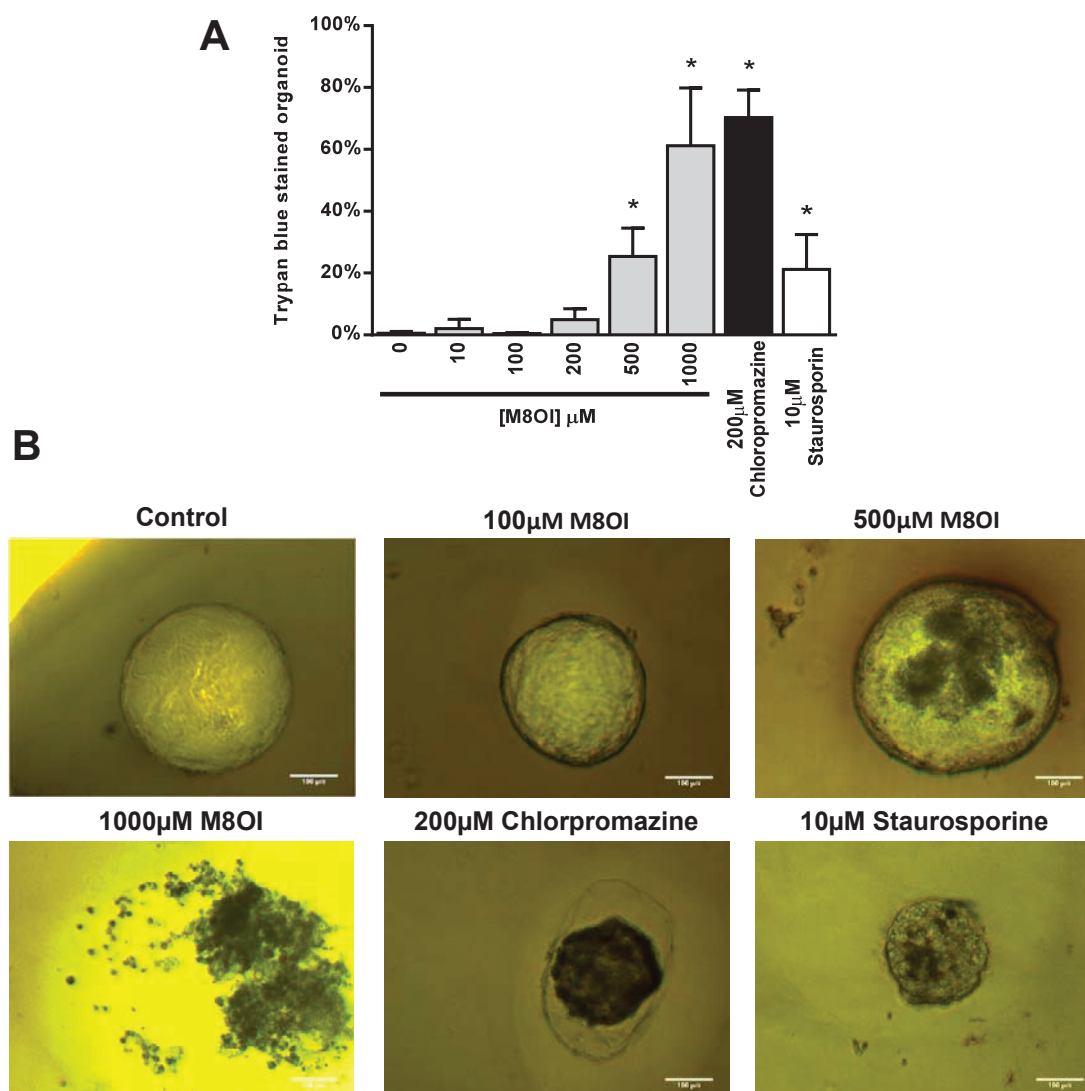 A
100%
80%
60%
40%
20%
0%
Trypan blue stained organoid
*
*
*
*
0
10
100
200
500
1000
[M8OI] μM
200μM
Chloropromazine
10μM
Staurosporin
B
Control
100μM M8OI
500μM M8OI
1000μM M8OI
200μM Chlorpromazine
10μM Staurosporine